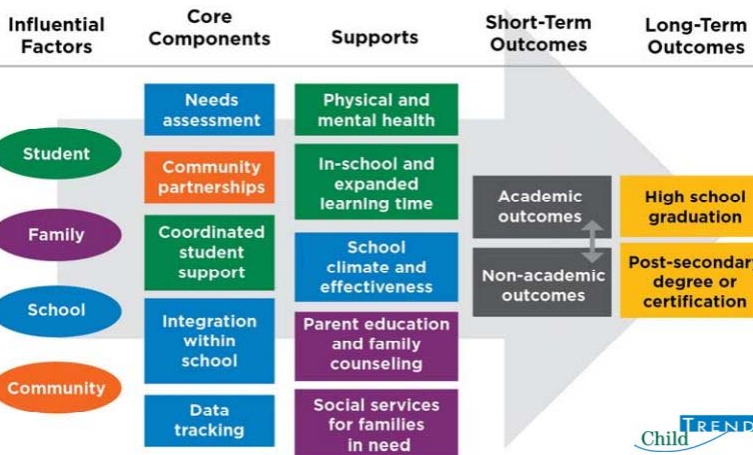 Influential
Factors
Core
Components
Supports
Short-Term
Outcomes
Long-Term
Outcomes
Student
Family
School
Community
Needs
assessment
Community
partnerships
Coordinated
student
support
Integration
within
school
Data
tracking
Physical and
mental health
In-school and
expanded
learning time
School
climate and
effectiveness
Parent education
and family
counseling
Social services
for families
in need
Academic
outcomes
Non-academic
outcomes
High school
graduation
Post-secondary
degree or
certification
Child TREND